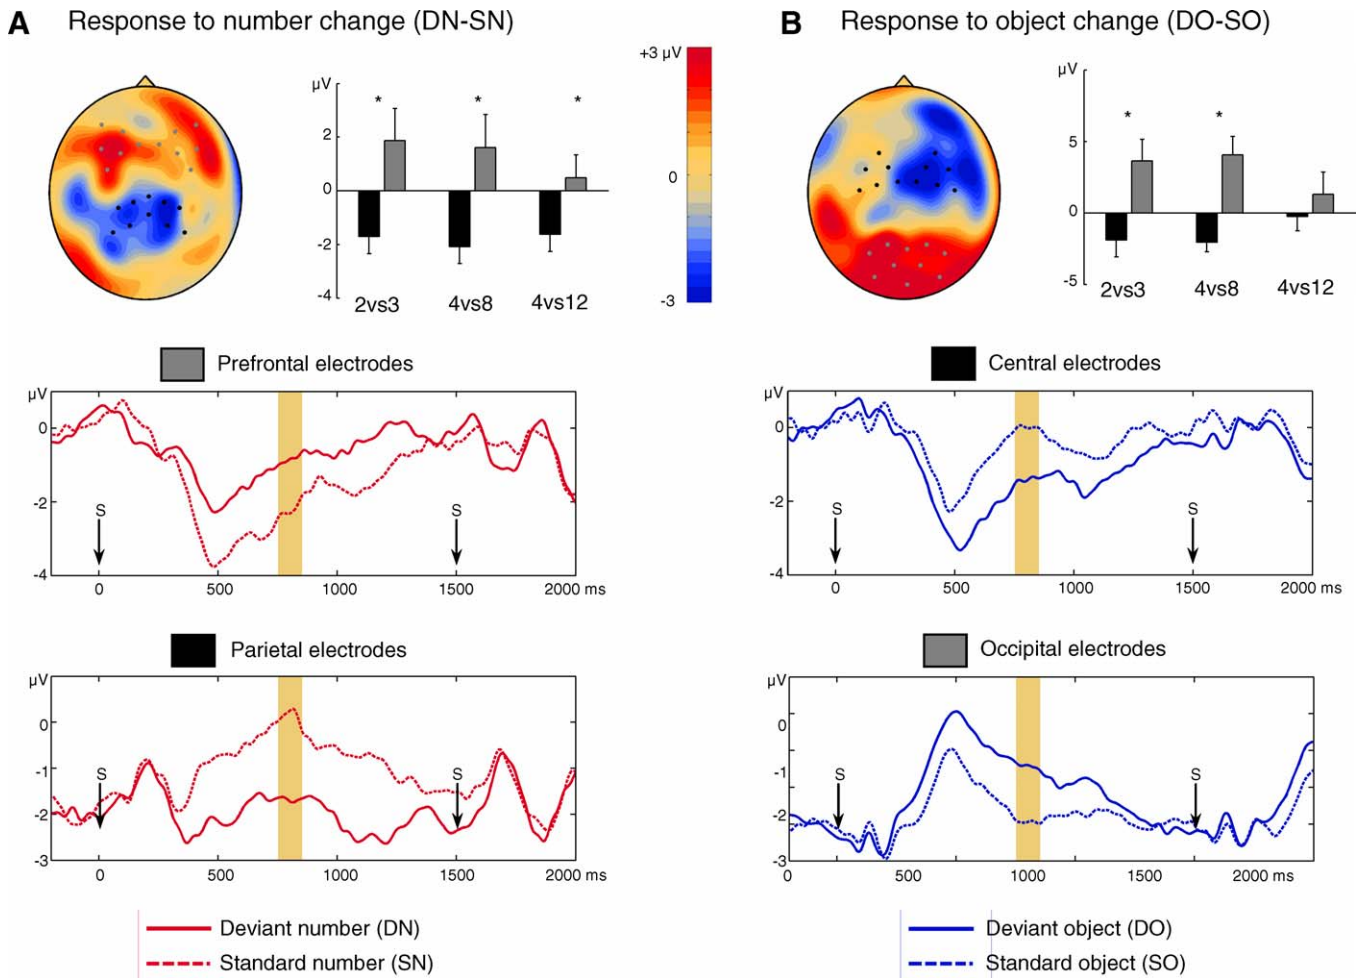 A Response to number change (DN-SN)
µV
2
0
-2
-4
* * *
2vs3 4vs8 4vs12
+3 µV
0
-3
B Response to object change (DO-SO)
µV
5
0
-5
* *
2vs3 4vs8 4vs12
Prefrontal electrodes
µV
0
-2
-4
S S
0 500 1000 1500 2000 ms
Central electrodes
µV
0
-2
-4
S S
0 500 1000 1500 2000 ms
Parietal electrodes
µV
0
-1
-2
-3
S S
0 500 1000 1500 2000 ms
Occipital electrodes
µV
0
-1
-2
-3
S S
0 500 1000 1500 2000 ms
Deviant number (DN)
Standard number (SN)
Deviant object (DO)
Standard object (SO)